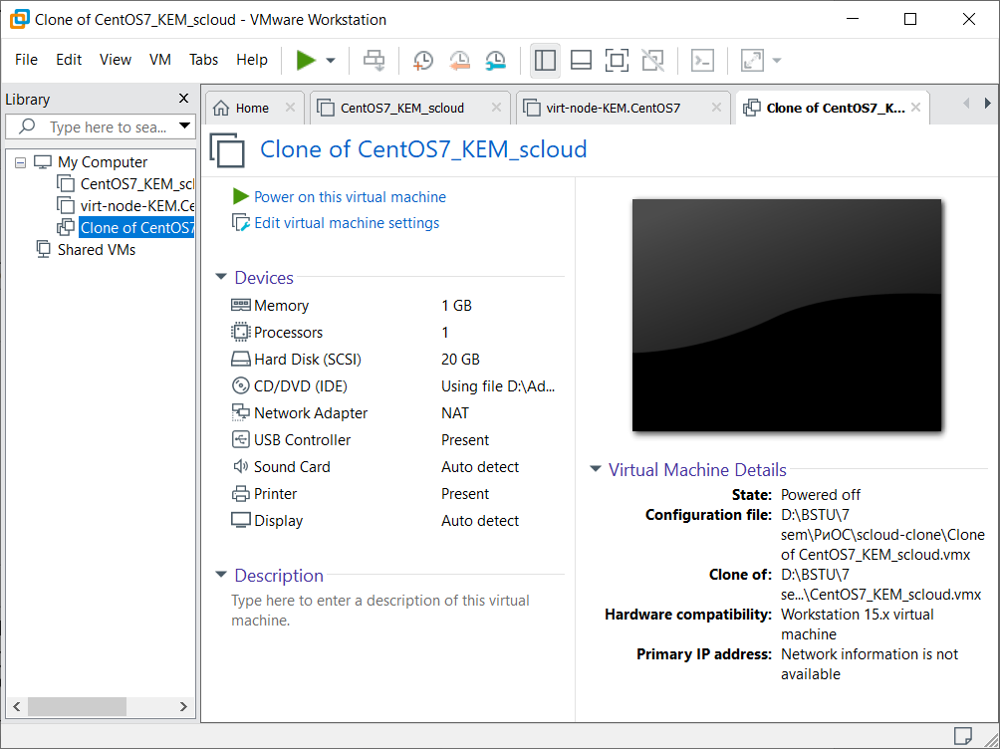 Clone of CentOS7_KEM_scloud - VMware Workstation
File Edit View VM Tabs Help
Library
Type here to sea...
My Computer
CentOS7_KEM_scl
virt-node-KEM.Ce
Clone of CentOS7
Shared VMs
Home
CentOS7_KEM_scloud
virt-node-KEM.CentOS7
Clone of CentOS7_K...
Clone of CentOS7_KEM_scloud
Power on this virtual machine
Edit virtual machine settings
Devices
Memory 1 GB
Processors 1
Hard Disk (SCSI) 20 GB
CD/DVD (IDE) Using file D:\Ad...
Network Adapter NAT
USB Controller Present
Sound Card Auto detect
Printer Present
Display Auto detect
Description
Type here to enter a description of this virtual
machine.
Virtual Machine Details
State: Powered off
Configuration file: D:\BSTU\7
sem\РиОС\scloud-clone\Clone
of CentOS7_KEM_scloud.vmx
Clone of: D:\BSTU\7
se...\CentOS7_KEM_scloud.vmx
Hardware compatibility: Workstation 15.x virtual
machine
Primary IP address: Network information is not
available